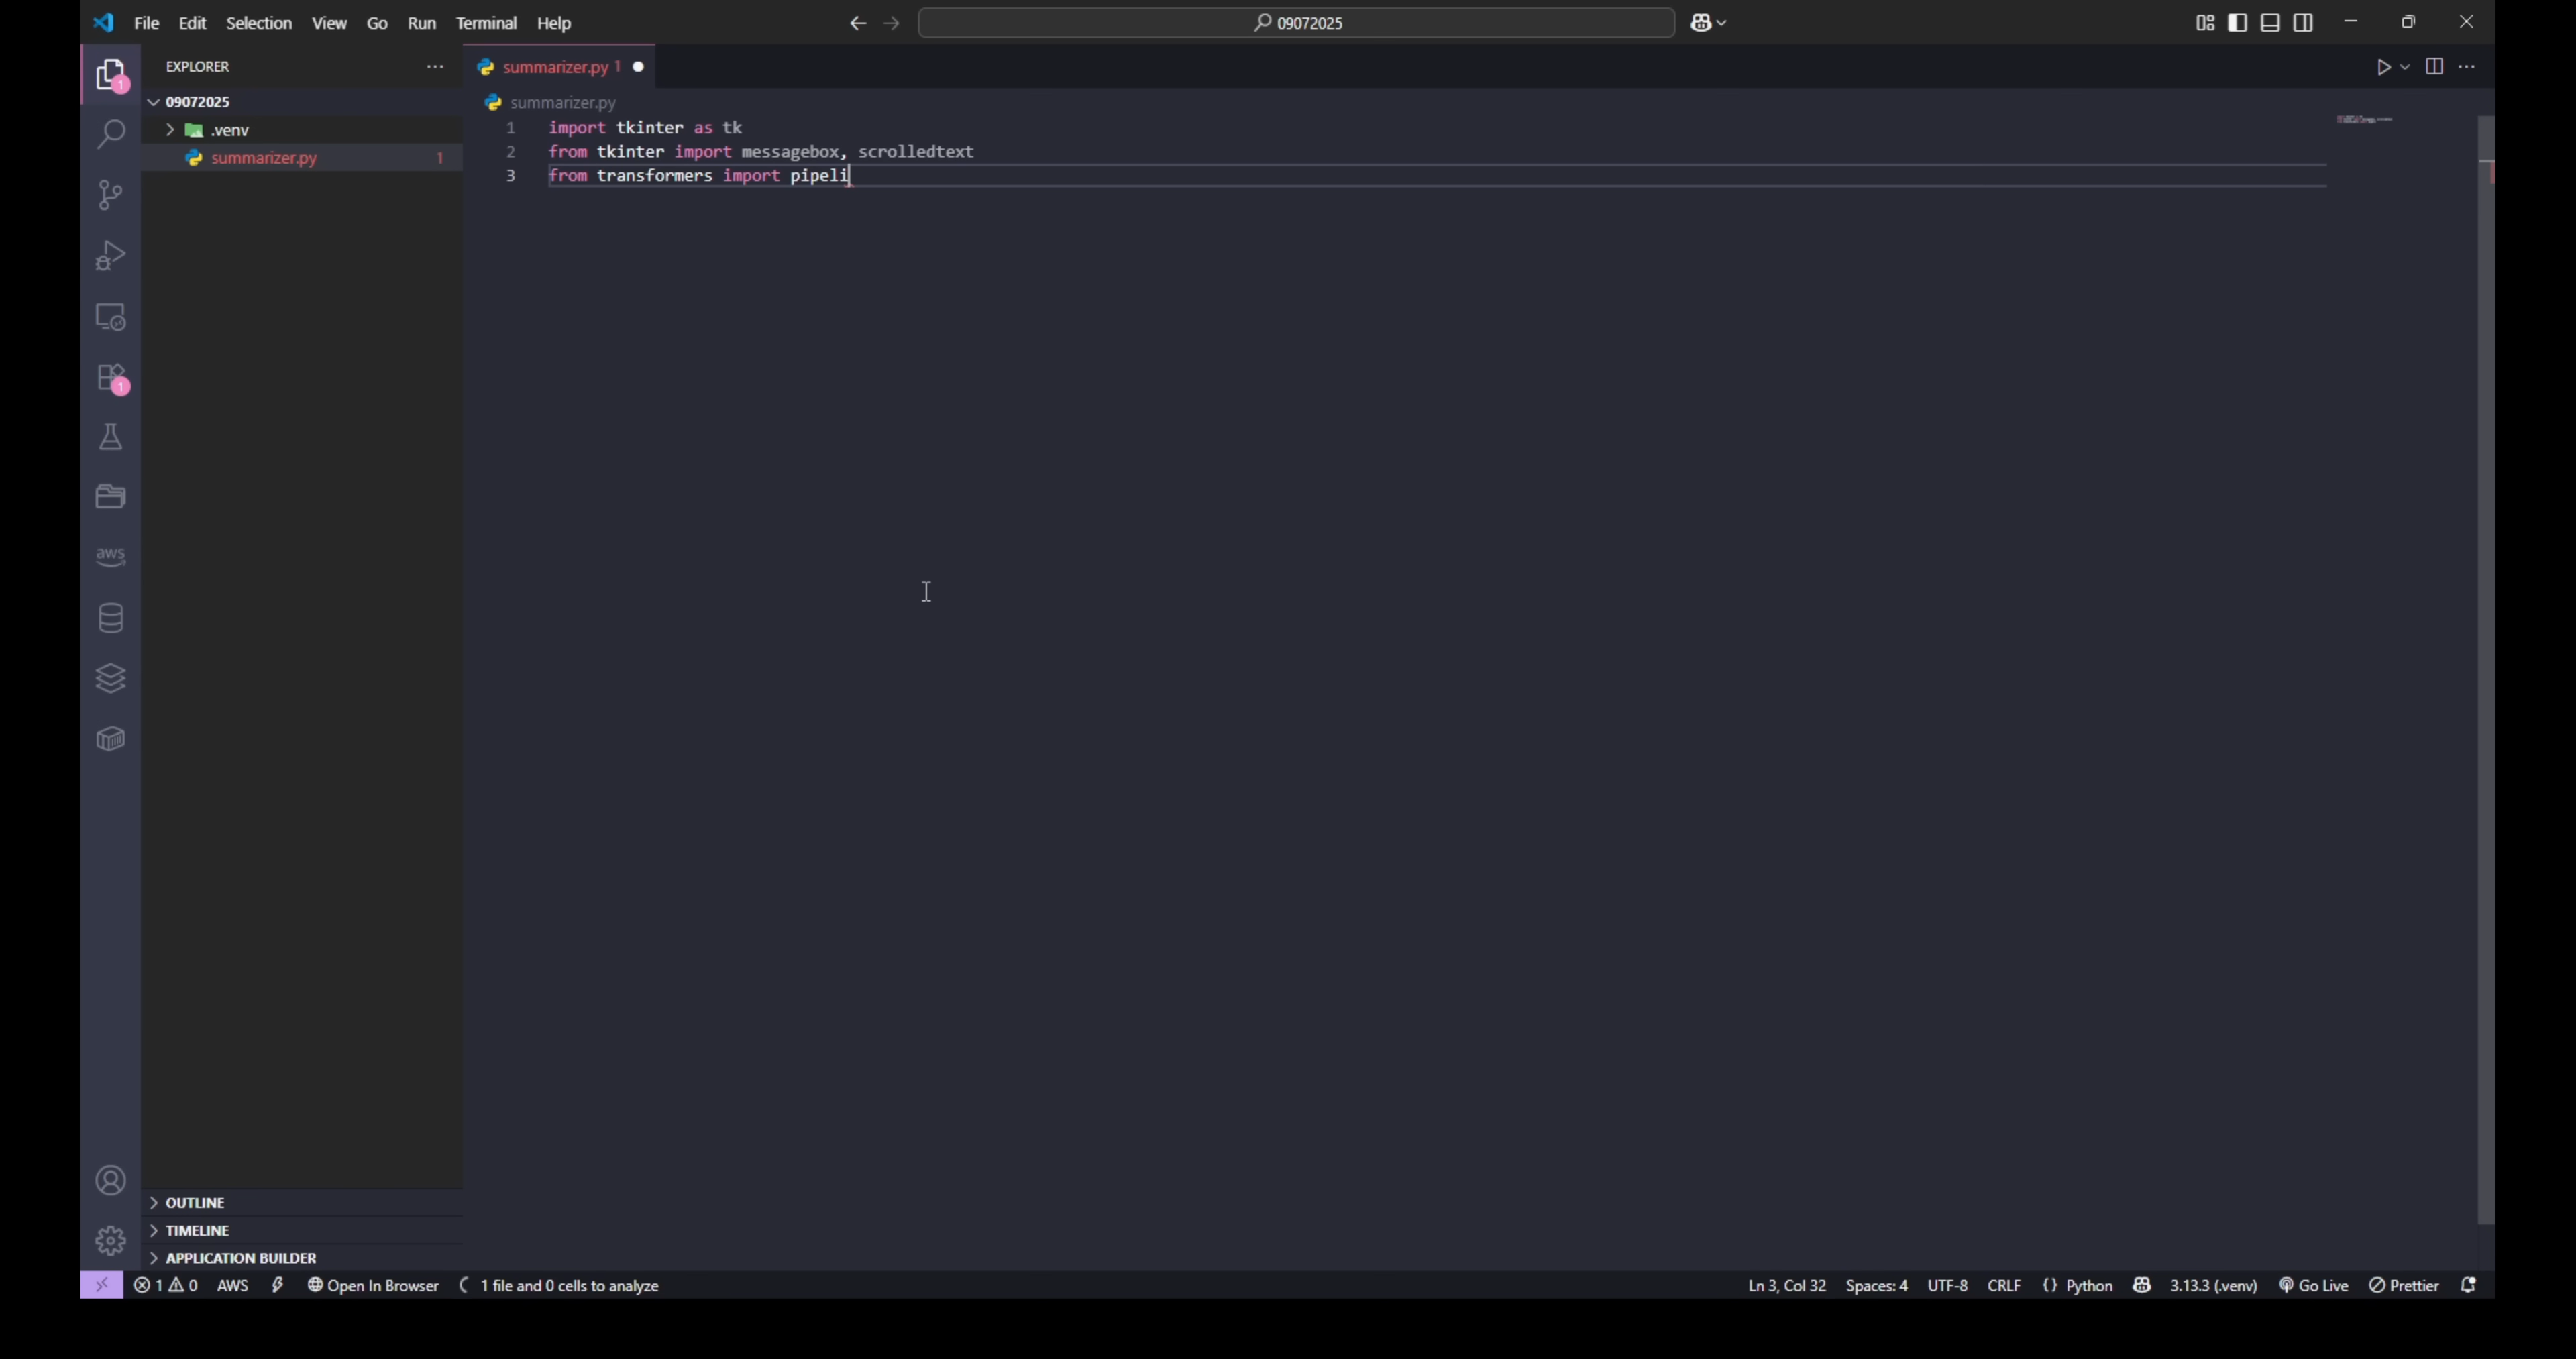 File Edit Selection View Go Run Terminal Help
09072025
EXPLORER
summarizer.py 1
09072025
summarizer.py
.venv
summarizer.py 1
1 import tkinter as tk
2 from tkinter import messagebox, scrolledtext
3 from transformers import pipeli
1
1
aws
OUTLINE
TIMELINE
APPLICATION BUILDER
1 0 AWS Open In Browser 1 file and 0 cells to analyze Ln 3, Col 32 Spaces: 4 UTF-8 CRLF {} Python 3.13.3 (.venv) Go Live Prettier